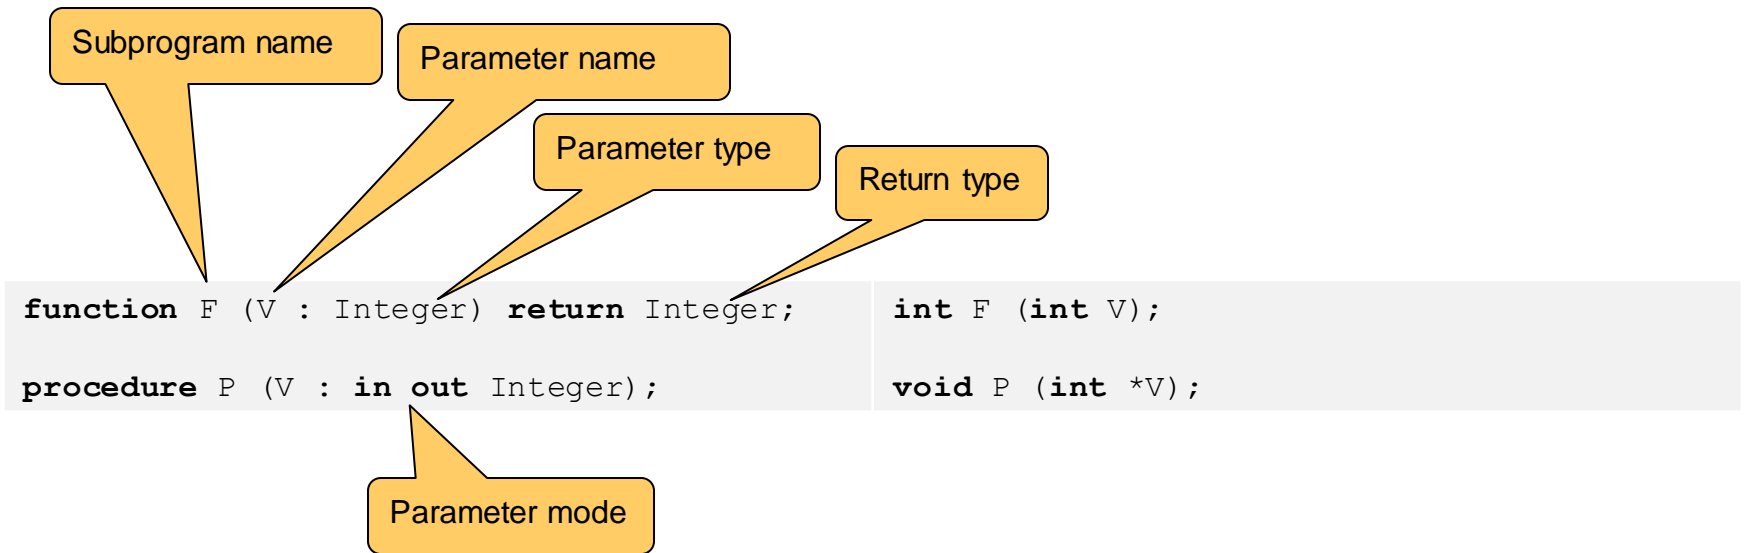 Subprogram name
Parameter name
Parameter type
Return type
function F (V : Integer) return Integer;
int F (int V);
procedure P (V : in out Integer);
void P (int *V);
Parameter mode